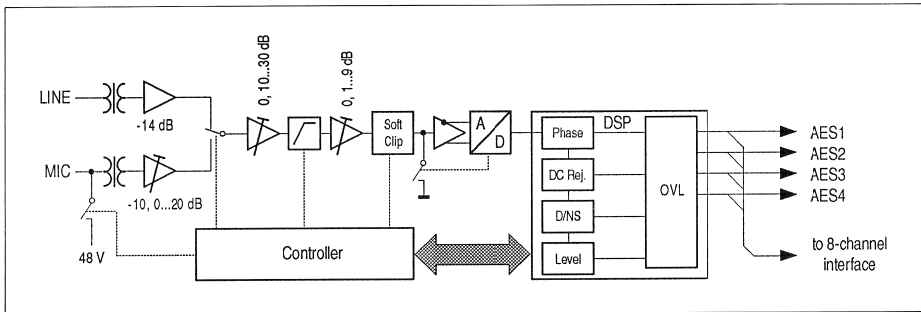 LINE
-14 dB
MIC
-10, 0...20 dB
48 V
0, 10...30 dB
0, 1...9 dB
Soft
Clip
A
D
Controller
Phase
DSP
DC Rej.
D/NS
Level
OVL
AES1
AES2
AES3
AES4
to 8-channel
interface